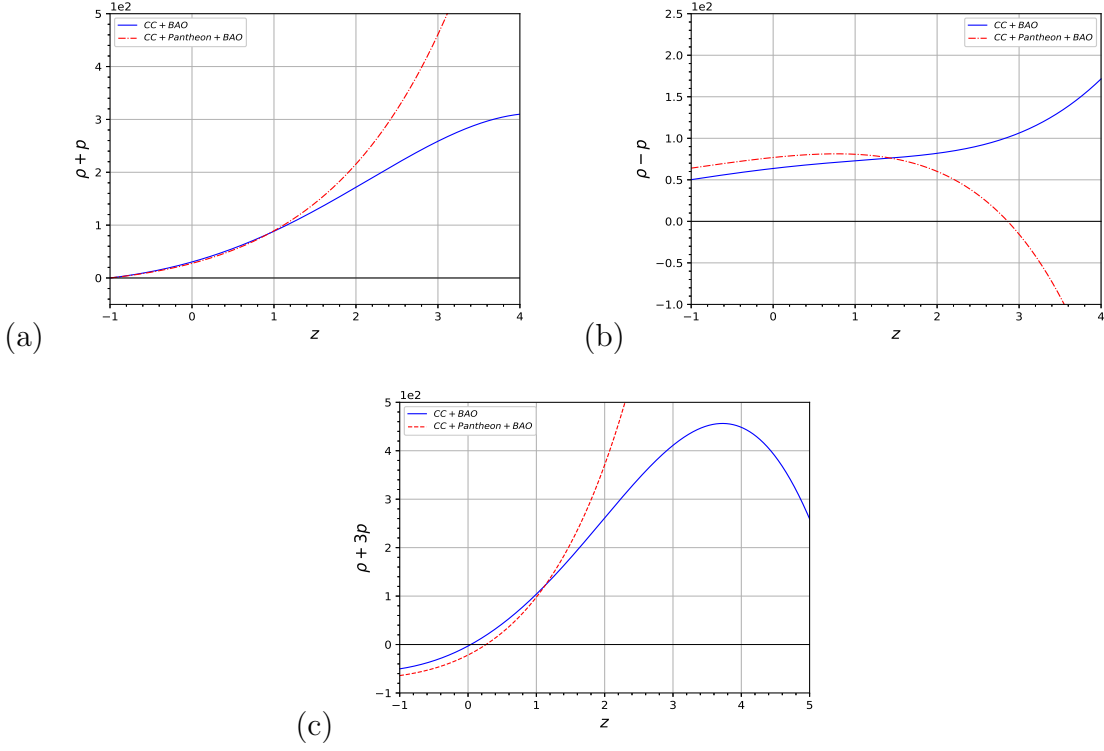 1e2
CC + BAO
CC + Pantheon + BAO
5
4
3
2
1
0
ρ + p
−1 0 1 2 3 4
z
(a)
1e2
CC + BAO
CC + Pantheon + BAO
2.5
2.0
1.5
1.0
0.5
0.0
−0.5
−1.0
ρ − p
−1 0 1 2 3 4
z
(b)
1e2
CC + BAO
CC + Pantheon + BAO
5
4
3
2
1
0
−1
ρ + 3p
−1 0 1 2 3 4 5
z
(c)